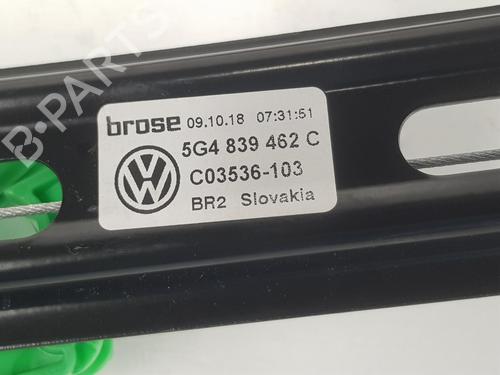 B-PARTS
brose 09.10.18 07:31:51
5G4 839 462 C
C03536-103
BR2 Slovakia